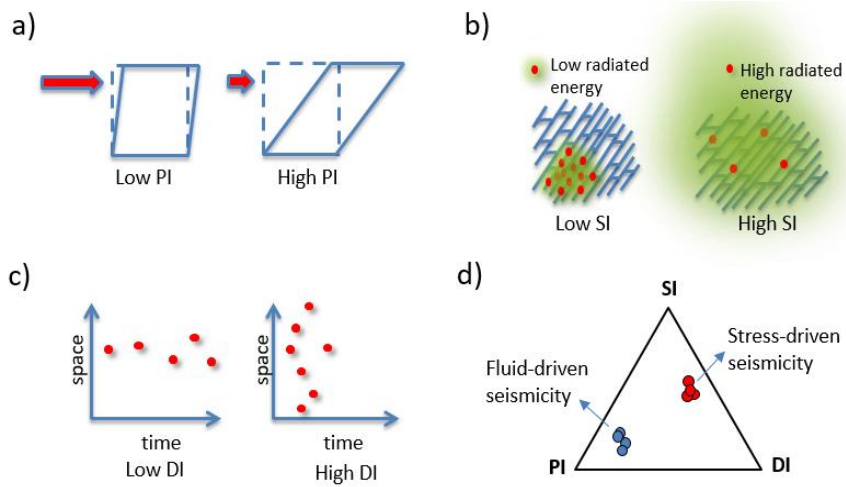 a)
Low PI
High PI
b)
Low radiated
energy
High radiated
energy
Low SI
High SI
c)
space
time
Low DI
space
time
High DI
d)
SI
Stress-driven
seismicity
Fluid-driven
seismicity
PI
DI